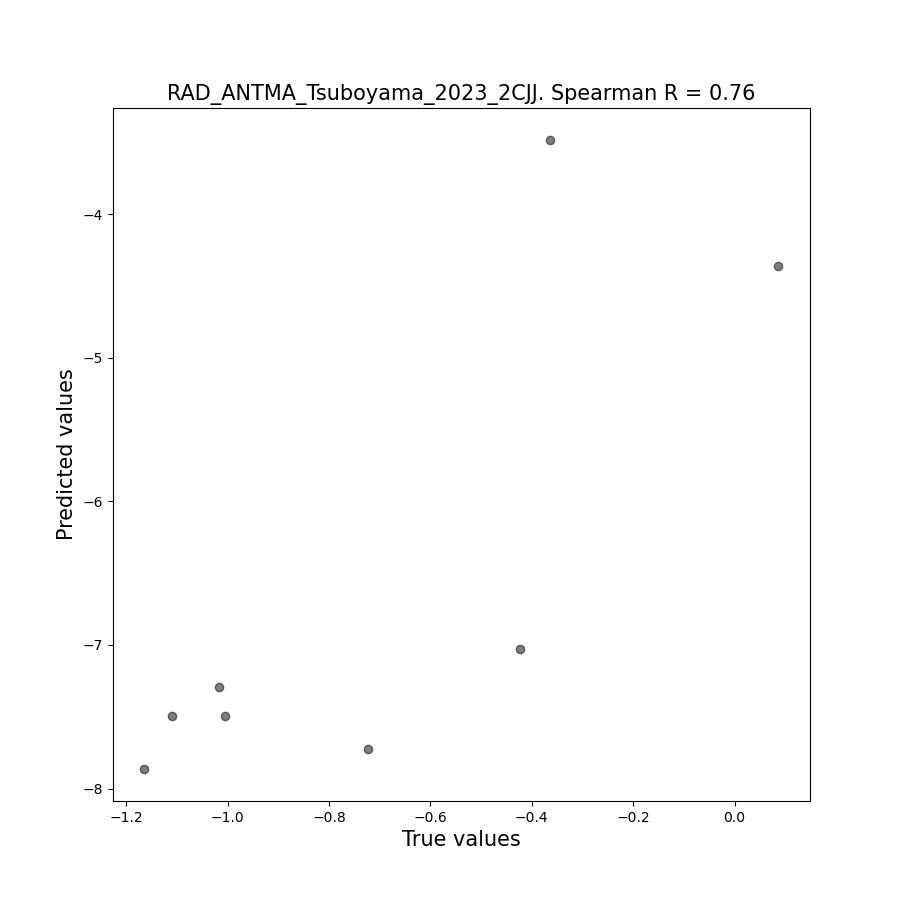 RAD_ANTMA_Tsuboyama_2023_2CJJ. Spearman R = 0.76
Predicted values
−4
−5
−6
−7
−8
−1.2 −1.0 −0.8 −0.6 −0.4 −0.2 0.0
True values